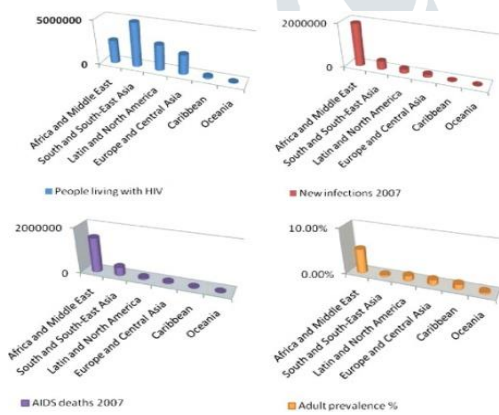 5000000
0
Africa and Middle East
South and South-East Asia
Latin and North America
Europe and Central Asia
Caribbean
Oceania
People living with HIV
2000000
0
Africa and Middle East
South and South-East Asia
Latin and North America
Europe and Central Asia
Caribbean
Oceania
New infections 2007
2000000
0
Africa and Middle East
South and South-East Asia
Latin and North America
Europe and Central Asia
Caribbean
Oceania
AIDS deaths 2007
10.00%
0.00%
Africa and Middle East
South and South-East Asia
Latin and North America
Europe and Central Asia
Caribbean
Oceania
Adult prevalence %